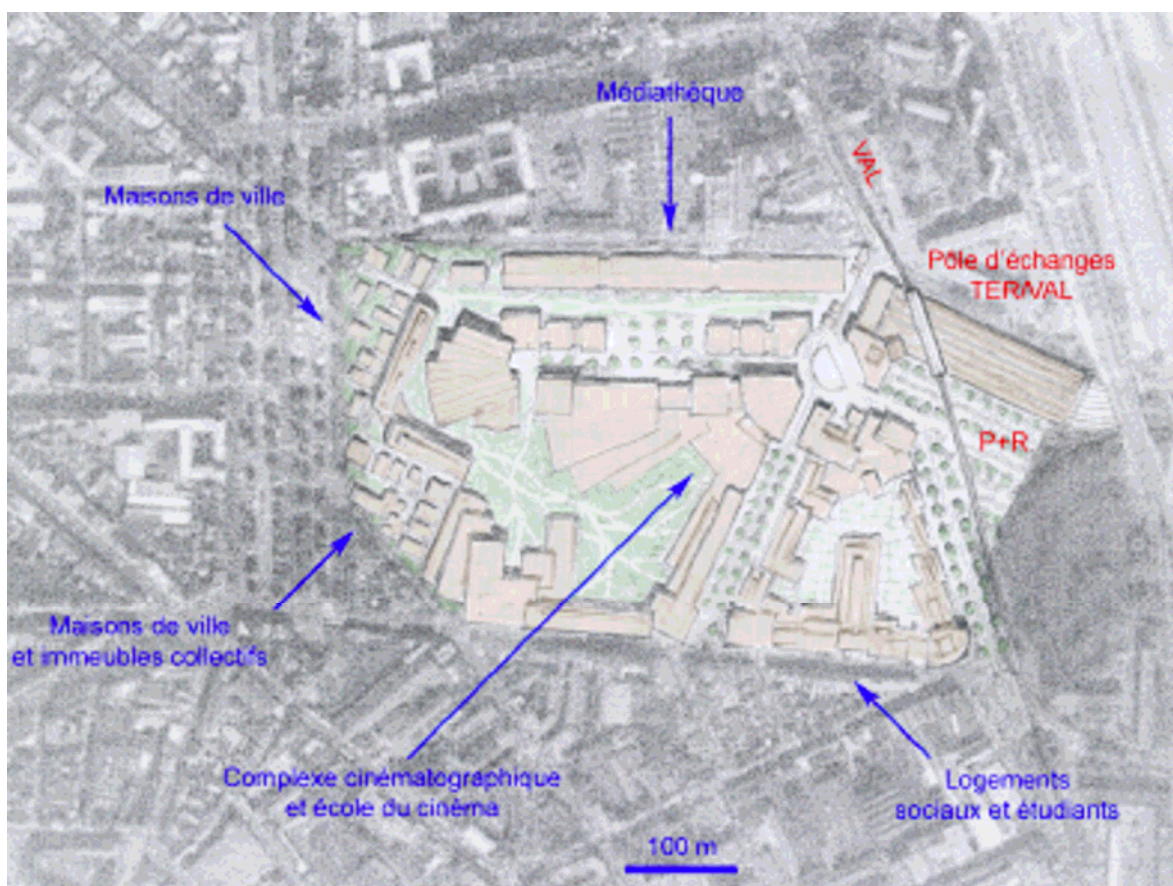 Médiathèque
Maisons de ville
VAL
Pôle d'échanges
TER/VAL
P+R
Maisons de ville
et immeubles collectifs
Complexe cinématographique
et école du cinéma
Logements
sociaux et étudiants
100 m